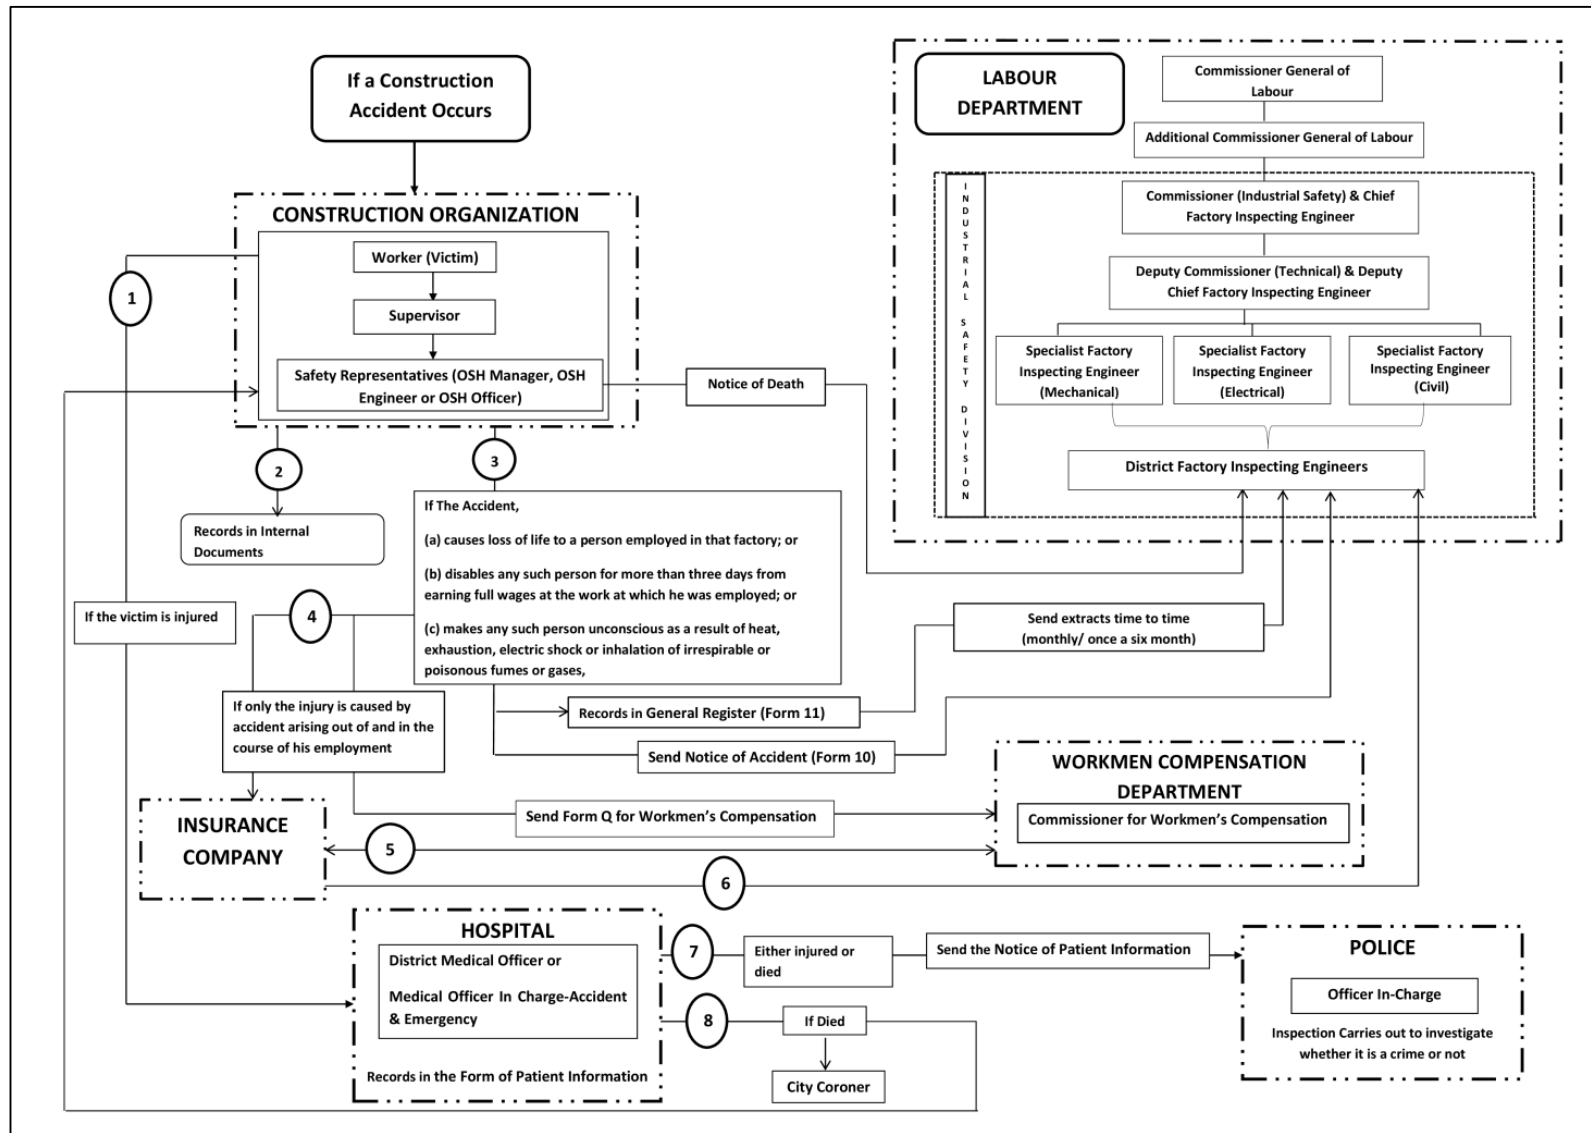 If a Construction
Accident Occurs
CONSTRUCTION ORGANIZATION
Worker (Victim)
Supervisor
Safety Representatives (OSH Manager, OSH
Engineer or OSH Officer)
Notice of Death
1
2
3
Records in Internal
Documents
If The Accident,
(a) causes loss of life to a person employed in that factory; or
(b) disables any such person for more than three days from
earning full wages at the work at which he was employed; or
(c) makes any such person unconscious as a result of heat,
exhaustion, electric shock or inhalation of irrespirable or
poisonous fumes or gases,
If the victim is injured
4
If only the injury is caused by
accident arising out of and in the
course of his employment
Records in General Register (Form 11)
Send Notice of Accident (Form 10)
Send extracts time to time
(monthly/ once a six month)
Send Form Q for Workmen's Compensation
LABOUR
DEPARTMENT
Commissioner General of
Labour
Additional Commissioner General of Labour
INDUSTRIAL SAFETY DIVISION
Commissioner (Industrial Safety) & Chief
Factory Inspecting Engineer
Deputy Commissioner (Technical) & Deputy
Chief Factory Inspecting Engineer
Specialist Factory
Inspecting Engineer
(Mechanical)
Specialist Factory
Inspecting Engineer
(Electrical)
Specialist Factory
Inspecting Engineer
(Civil)
District Factory Inspecting Engineers
WORKMEN COMPENSATION
DEPARTMENT
Commissioner for Workmen's Compensation
INSURANCE
COMPANY
5
6
HOSPITAL
District Medical Officer or
Medical Officer In Charge-Accident
& Emergency
Records in the Form of Patient Information
7
Either injured or
died
Send the Notice of Patient Information
8
If Died
City Coroner
POLICE
Officer In-Charge
Inspection Carries out to investigate
whether it is a crime or not